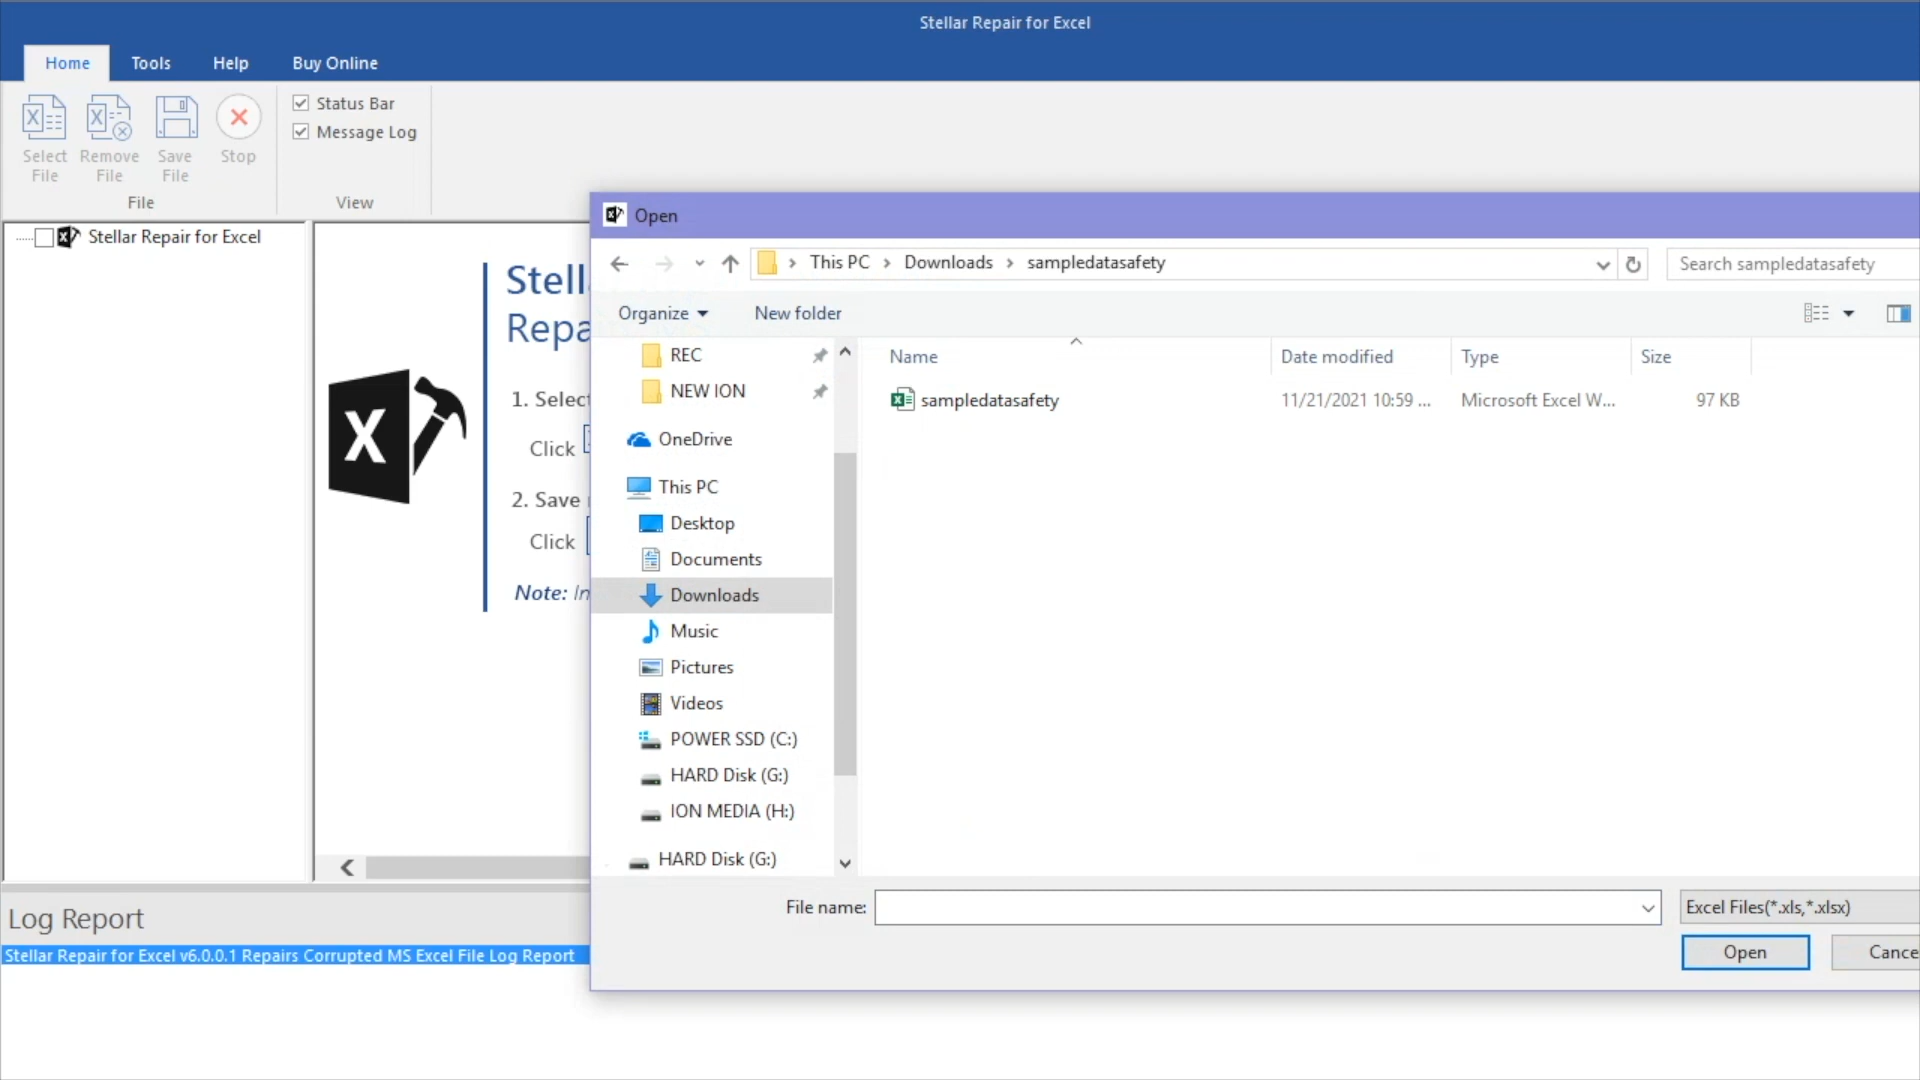 Stellar Repair for Excel
Home Tools Help Buy Online
Select File
Remove File
Save File
Stop
Status Bar
Message Log
File
View
Stellar Repair for Excel
Stell
Repa
1. Select
Click
2. Save
Click
Note: In
Open
This PC > Downloads > sampledatasafety
Search sampledatasafety
Organize
New folder
REC
NEW ION
OneDrive
This PC
Desktop
Documents
Downloads
Music
Pictures
Videos
POWER SSD (C:)
HARD Disk (G:)
ION MEDIA (H:)
HARD Disk (G:)
Name Date modified Type Size
sampledatasafety 11/21/2021 10:59 ... Microsoft Excel W... 97 KB
File name:
Excel Files(*.xls,*.xlsx)
Open
Cance
Log Report
Stellar Repair for Excel v6.0.0.1 Repairs Corrupted MS Excel File Log Report